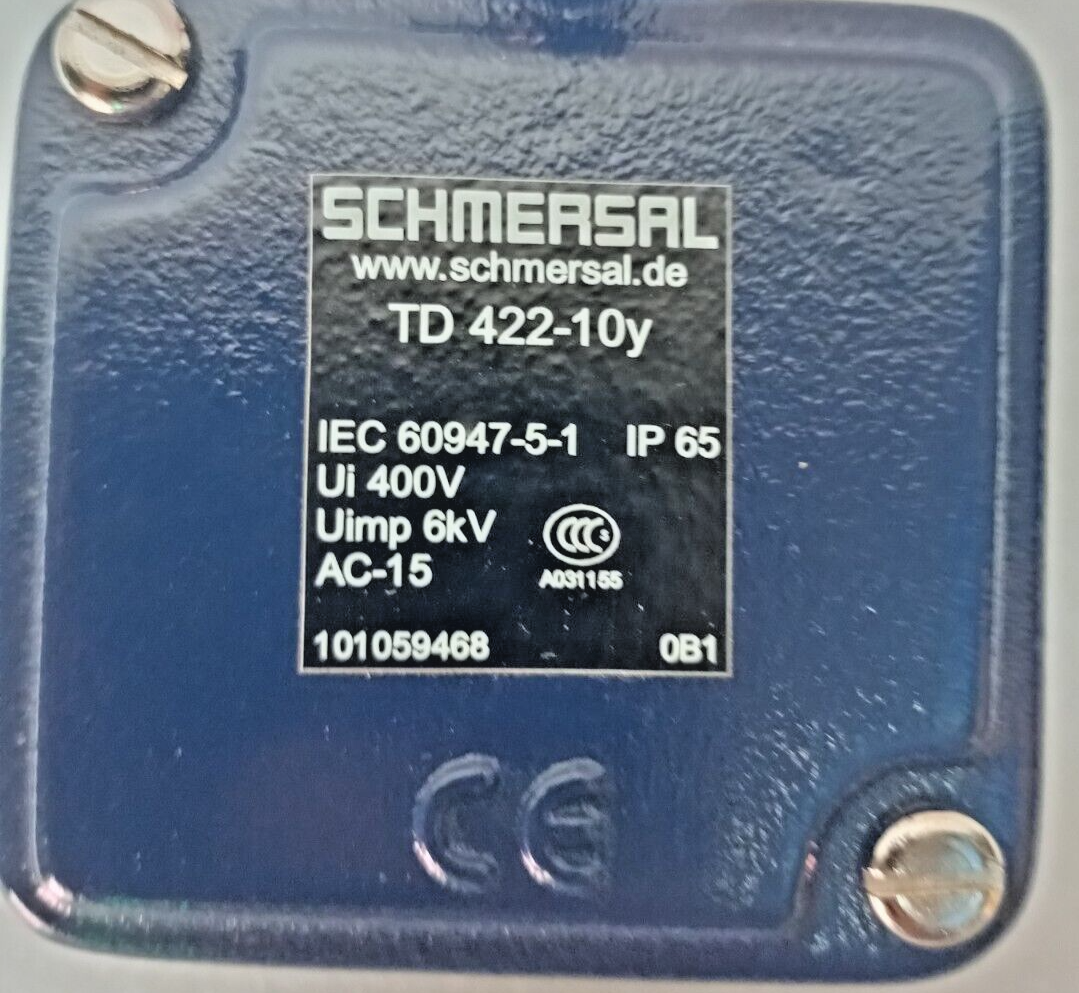 SCHMERSAL
www.schmersal.de
TD 422-10y
IEC 60947-5-1 IP 65
Ui 400V
Uimp 6kV
CCC S
AC-15
A031155
101059468 0B1
CE